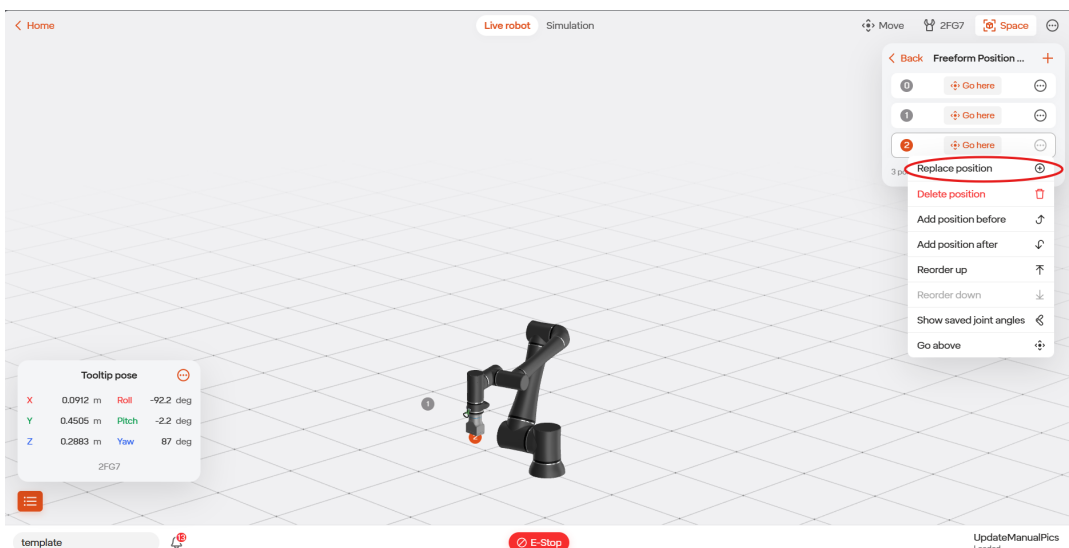 Home
Live robot Simulation
Move 2FG7 Space
Back Freeform Position ...
0 Go here
1 Go here
2 Go here
3 po
Replace position
Delete position
Add position before
Add position after
Reorder up
Reorder down
Show saved joint angles
Go above
1
2
Tooltip pose
X 0.0912 m Roll -92.2 deg
Y 0.4505 m Pitch -2.2 deg
Z 0.2883 m Yaw 87 deg
2FG7
template 13 E-Stop UpdateManualPics
Loaded